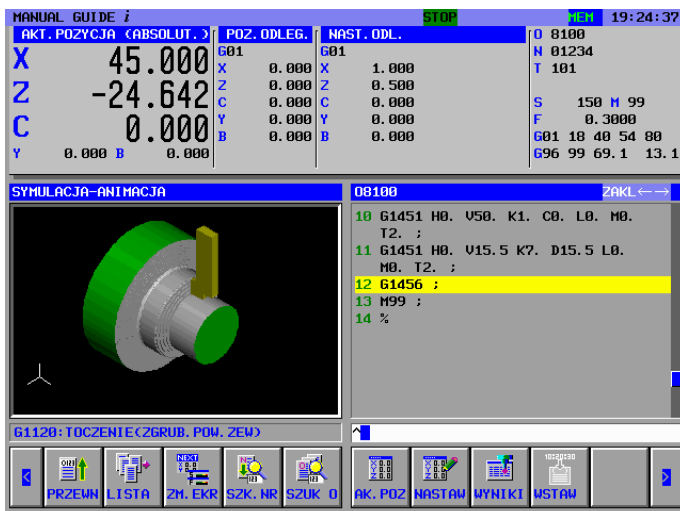 MANUAL GUIDE i STOP MEM 19:24:37
AKT.POZYCJA (ABSOLUT.) POZ.ODLEG. NAST.ODL. O 8100
X 45.000 G01 G01 N 01234
X 0.000 X 1.000 T 101
Z -24.642 Z 0.000 Z 0.500
C 0.000 C 0.000 S 150 M 99
C 0.000 Y 0.000 Y 0.000 F 0.3000
B 0.000 B 0.000 G01 18 40 54 80
Y 0.000 B 0.000 G96 99 69.1 13.1
SYMULACJA-ANIMACJA
O8100 ZAKL←→
10 G1451 H0. V50. K1. C0. L0. M0.
T2. ;
11 G1451 H0. V15.5 K7. D15.5 L0.
M0. T2. ;
12 G1456 ;
13 M99 ;
14 %
G1120:TOCZENIE(ZGRUB.POW.ZEW)
^
PRZEWN LISTA ZM.EKR SZK.NR SZUK O AK.POZ NASTAW WYNIKI WSTAW